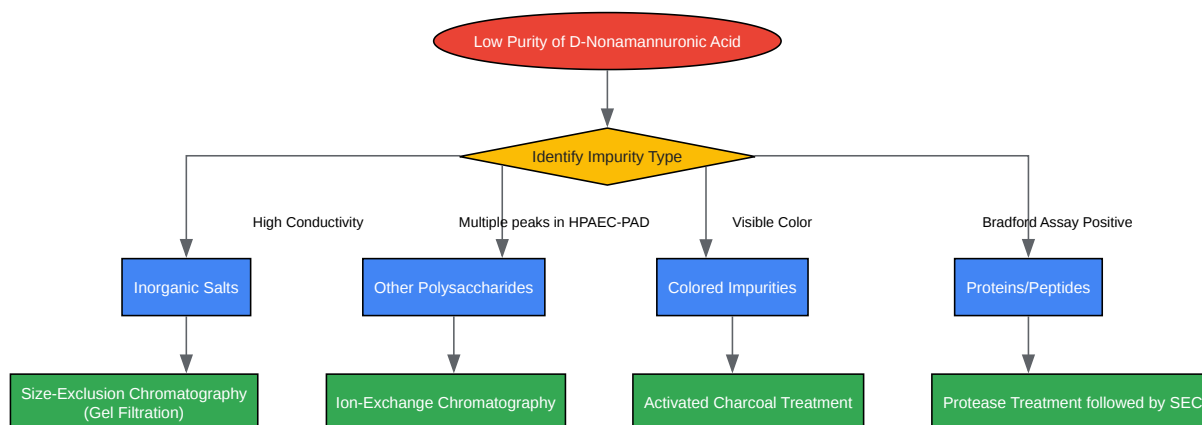 Low Purity of D-Nonamannuronic Acid
Identify Impurity Type
High Conductivity
Multiple peaks in HPAEC-PAD
Visible Color
Bradford Assay Positive
Inorganic Salts
Other Polysaccharides
Colored Impurities
Proteins/Peptides
Size-Exclusion Chromatography
(Gel Filtration)
Ion-Exchange Chromatography
Activated Charcoal Treatment
Protease Treatment followed by SEC